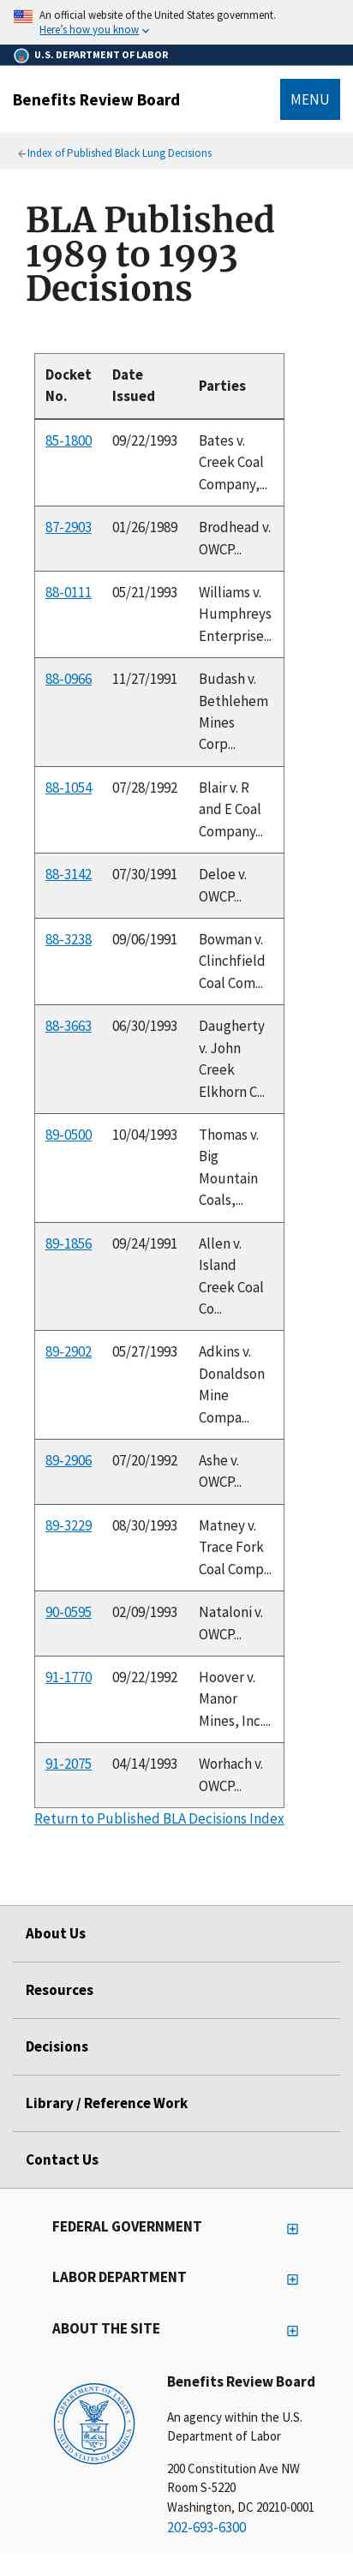 An official website of the United States government.
Here's how you know
U.S. DEPARTMENT OF LABOR
Benefits Review Board
MENU
Index of Published Black Lung Decisions
BLA Published
1989 to 1993
Decisions
Docket No. Date Issued Parties
85-1800 09/22/1993 Bates v.
Creek Coal
Company,...
87-2903 01/26/1989 Brodhead v.
OWCP...
88-0111 05/21/1993 Williams v.
Humphreys
Enterprise...
88-0966 11/27/1991 Budash v.
Bethlehem
Mines
Corp...
88-1054 07/28/1992 Blair v. R
and E Coal
Company...
88-3142 07/30/1991 Deloe v.
OWCP...
88-3238 09/06/1991 Bowman v.
Clinchfield
Coal Com...
88-3663 06/30/1993 Daugherty
v. John
Creek
Elkhorn C...
89-0500 10/04/1993 Thomas v.
Big
Mountain
Coals,...
89-1856 09/24/1991 Allen v.
Island
Creek Coal
Co...
89-2902 05/27/1993 Adkins v.
Donaldson
Mine
Compa...
89-2906 07/20/1992 Ashe v.
OWCP...
89-3229 08/30/1993 Matney v.
Trace Fork
Coal Comp...
90-0595 02/09/1993 Nataloni v.
OWCP...
91-1770 09/22/1992 Hoover v.
Manor
Mines, Inc....
91-2075 04/14/1993 Worhach v.
OWCP...
Return to Published BLA Decisions Index
About Us
Resources
Decisions
Library / Reference Work
Contact Us
FEDERAL GOVERNMENT
LABOR DEPARTMENT
ABOUT THE SITE
DEPARTMENT OF LABOR
UNITED STATES OF AMERICA
Benefits Review Board
An agency within the U.S.
Department of Labor
200 Constitution Ave NW
Room S-5220
Washington, DC 20210-0001
202-693-6300